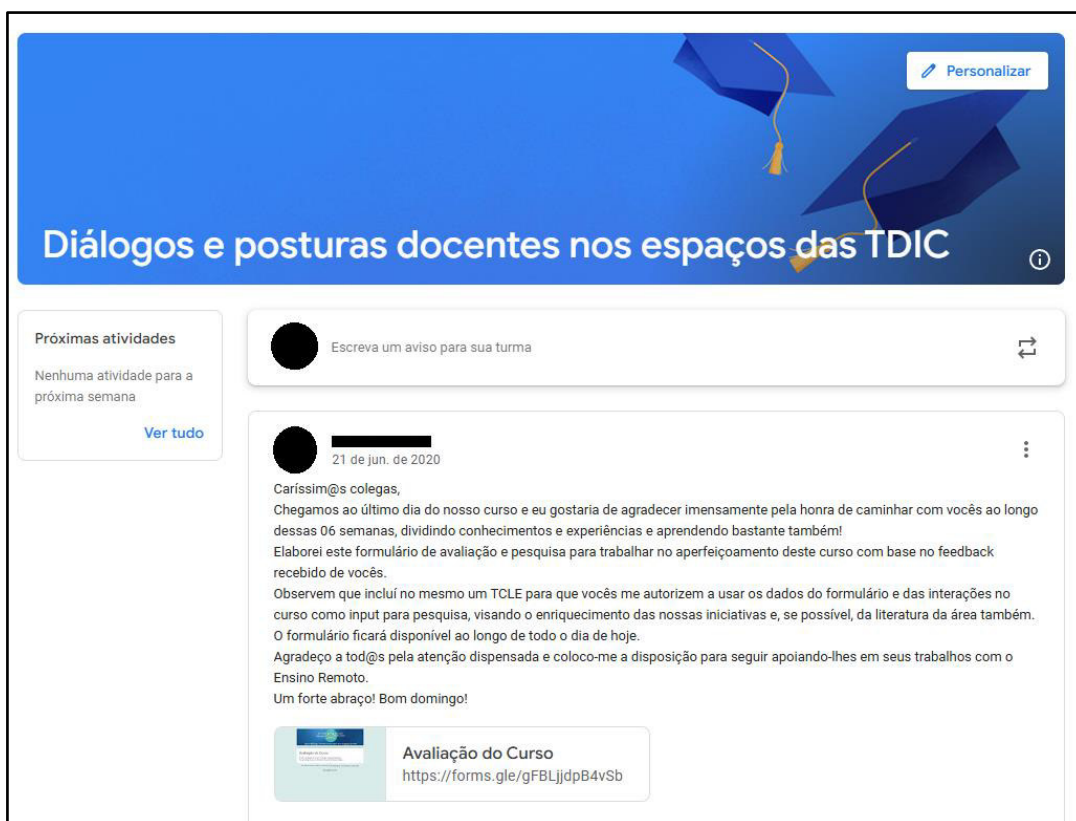 Personalizar
Diálogos e posturas docentes nos espaços das TDIC
Próximas atividades
Nenhuma atividade para a
próxima semana
Ver tudo
Escreva um aviso para sua turma
21 de jun. de 2020
Caríssim@s colegas,
Chegamos ao último dia do nosso curso e eu gostaria de agradecer imensamente pela honra de caminhar com vocês ao longo
dessas 06 semanas, dividindo conhecimentos e experiências e aprendendo bastante também!
Elaborei este formulário de avaliação e pesquisa para trabalhar no aperfeiçoamento deste curso com base no feedback
recebido de vocês.
Observem que incluí no mesmo um TCLE para que vocês me autorizem a usar os dados do formulário e das interações no
curso como input para pesquisa, visando o enriquecimento das nossas iniciativas e, se possível, da literatura da área também.
O formulário ficará disponível ao longo de todo o dia de hoje.
Agradeço a tod@s pela atenção dispensada e coloco-me a disposição para seguir apoiando-lhes em seus trabalhos com o
Ensino Remoto.
Um forte abraço! Bom domingo!
Avaliação do Curso
https://forms.gle/gFBLjjdpB4vSb